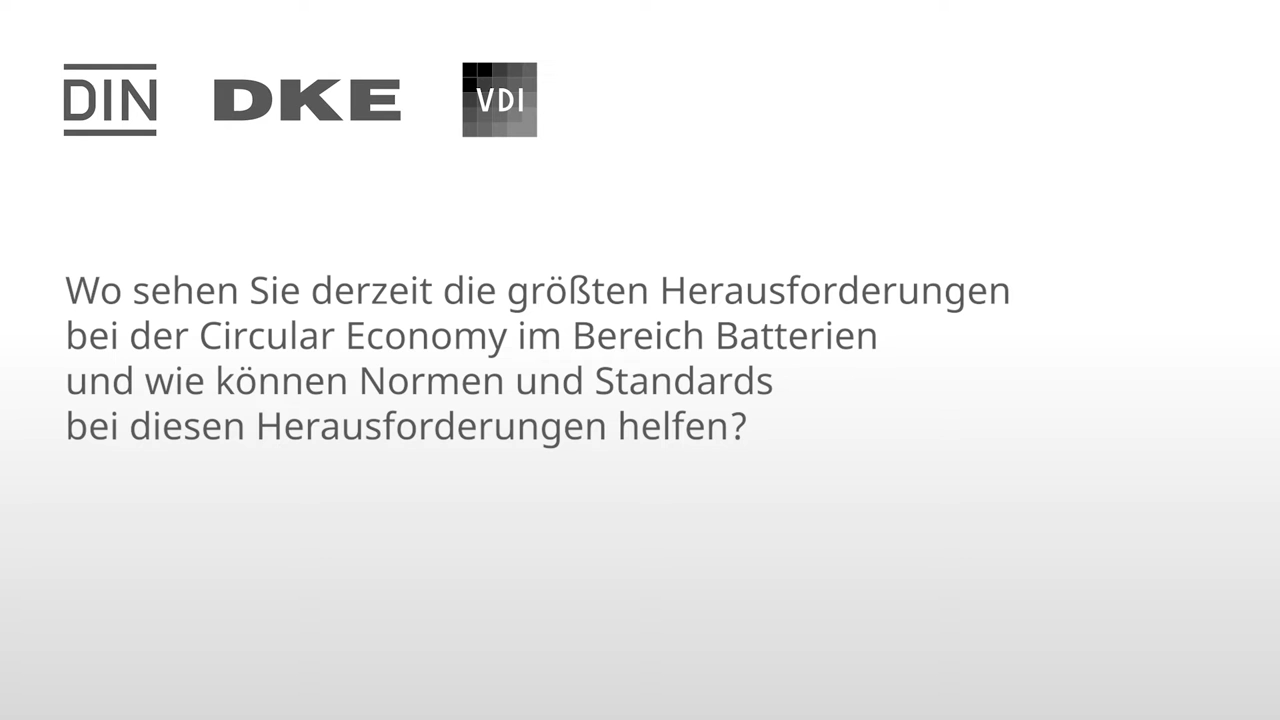 DIN DKE VDI
Wo sehen Sie derzeit die größten Herausforderungen
bei der Circular Economy im Bereich Batterien
und wie können Normen und Standards
bei diesen Herausforderungen helfen?